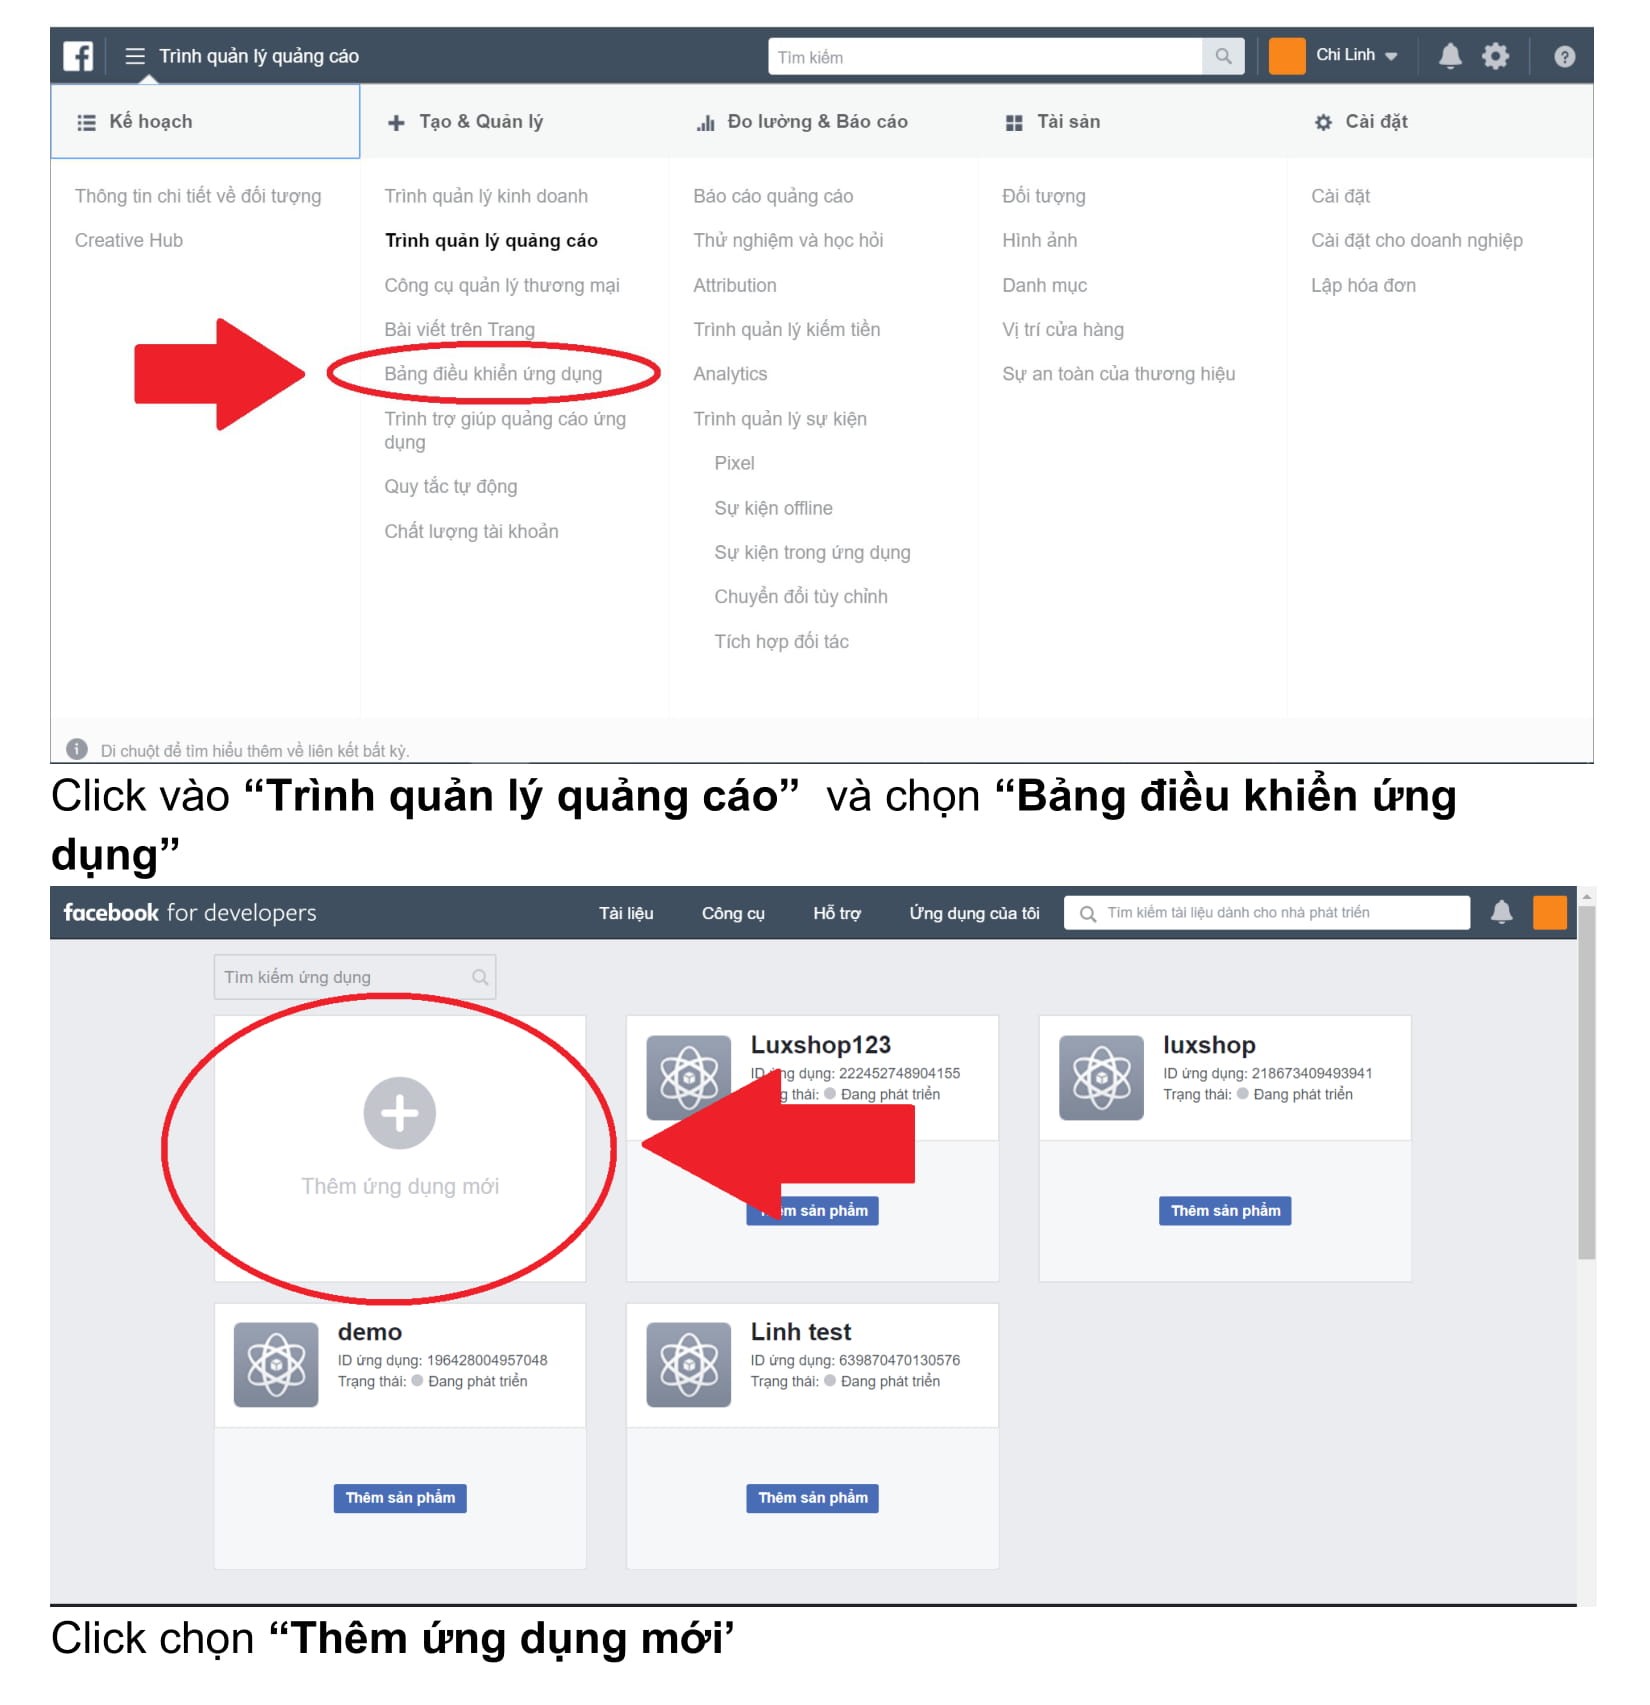 Trình quản lý quảng cáo
Tìm kiếm
Chi Linh
Kế hoạch
Tạo & Quản lý
Đo lường & Báo cáo
Tài sản
Cài đặt
Thông tin chi tiết về đối tượng
Creative Hub
Trình quản lý kinh doanh
Trình quản lý quảng cáo
Công cụ quản lý thương mại
Bài viết trên Trang
Bảng điều khiển ứng dụng
Trình trợ giúp quảng cáo ứng
dụng
Quy tắc tự động
Chất lượng tài khoản
Báo cáo quảng cáo
Thử nghiệm và học hỏi
Attribution
Trình quản lý kiếm tiền
Analytics
Trình quản lý sự kiện
Pixel
Sự kiện offline
Sự kiện trong ứng dụng
Chuyển đổi tùy chỉnh
Tích hợp đối tác
Đối tượng
Hình ảnh
Danh mục
Vị trí cửa hàng
Sự an toàn của thương hiệu
Cài đặt
Cài đặt cho doanh nghiệp
Lập hóa đơn
Di chuột để tìm hiểu thêm về liên kết bất kỳ.
Click vào “Trình quản lý quảng cáo” và chọn “Bảng điều khiển ứng
dụng”
facebook for developers
Tài liệu
Công cụ
Hỗ trợ
Ứng dụng của tôi
Tìm kiếm tài liệu dành cho nhà phát triển
Tìm kiếm ứng dụng
Thêm ứng dụng mới
Luxshop123
ID ứng dụng: 222452748904155
thái: Đang phát triển
sản phẩm
luxshop
ID ứng dụng: 218673409493941
Trạng thái: Đang phát triển
Thêm sản phẩm
demo
ID ứng dụng: 196428004957048
Trạng thái: Đang phát triển
Thêm sản phẩm
Linh test
ID ứng dụng: 639870470130576
Trạng thái: Đang phát triển
Thêm sản phẩm
Click chọn “Thêm ứng dụng mới’